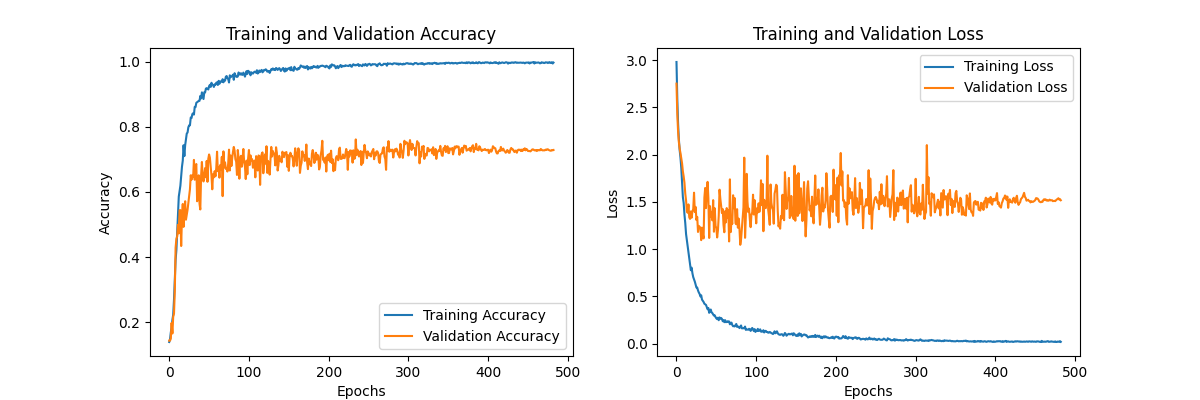 Training and Validation Accuracy
1.0
0.8
0.6
0.4
0.2
Accuracy
0
100
200
300
400
500
Epochs
Training Accuracy
Validation Accuracy
Training and Validation Loss
3.0
2.5
2.0
1.5
1.0
0.5
0.0
Loss
0
100
200
300
400
500
Epochs
Training Loss
Validation Loss